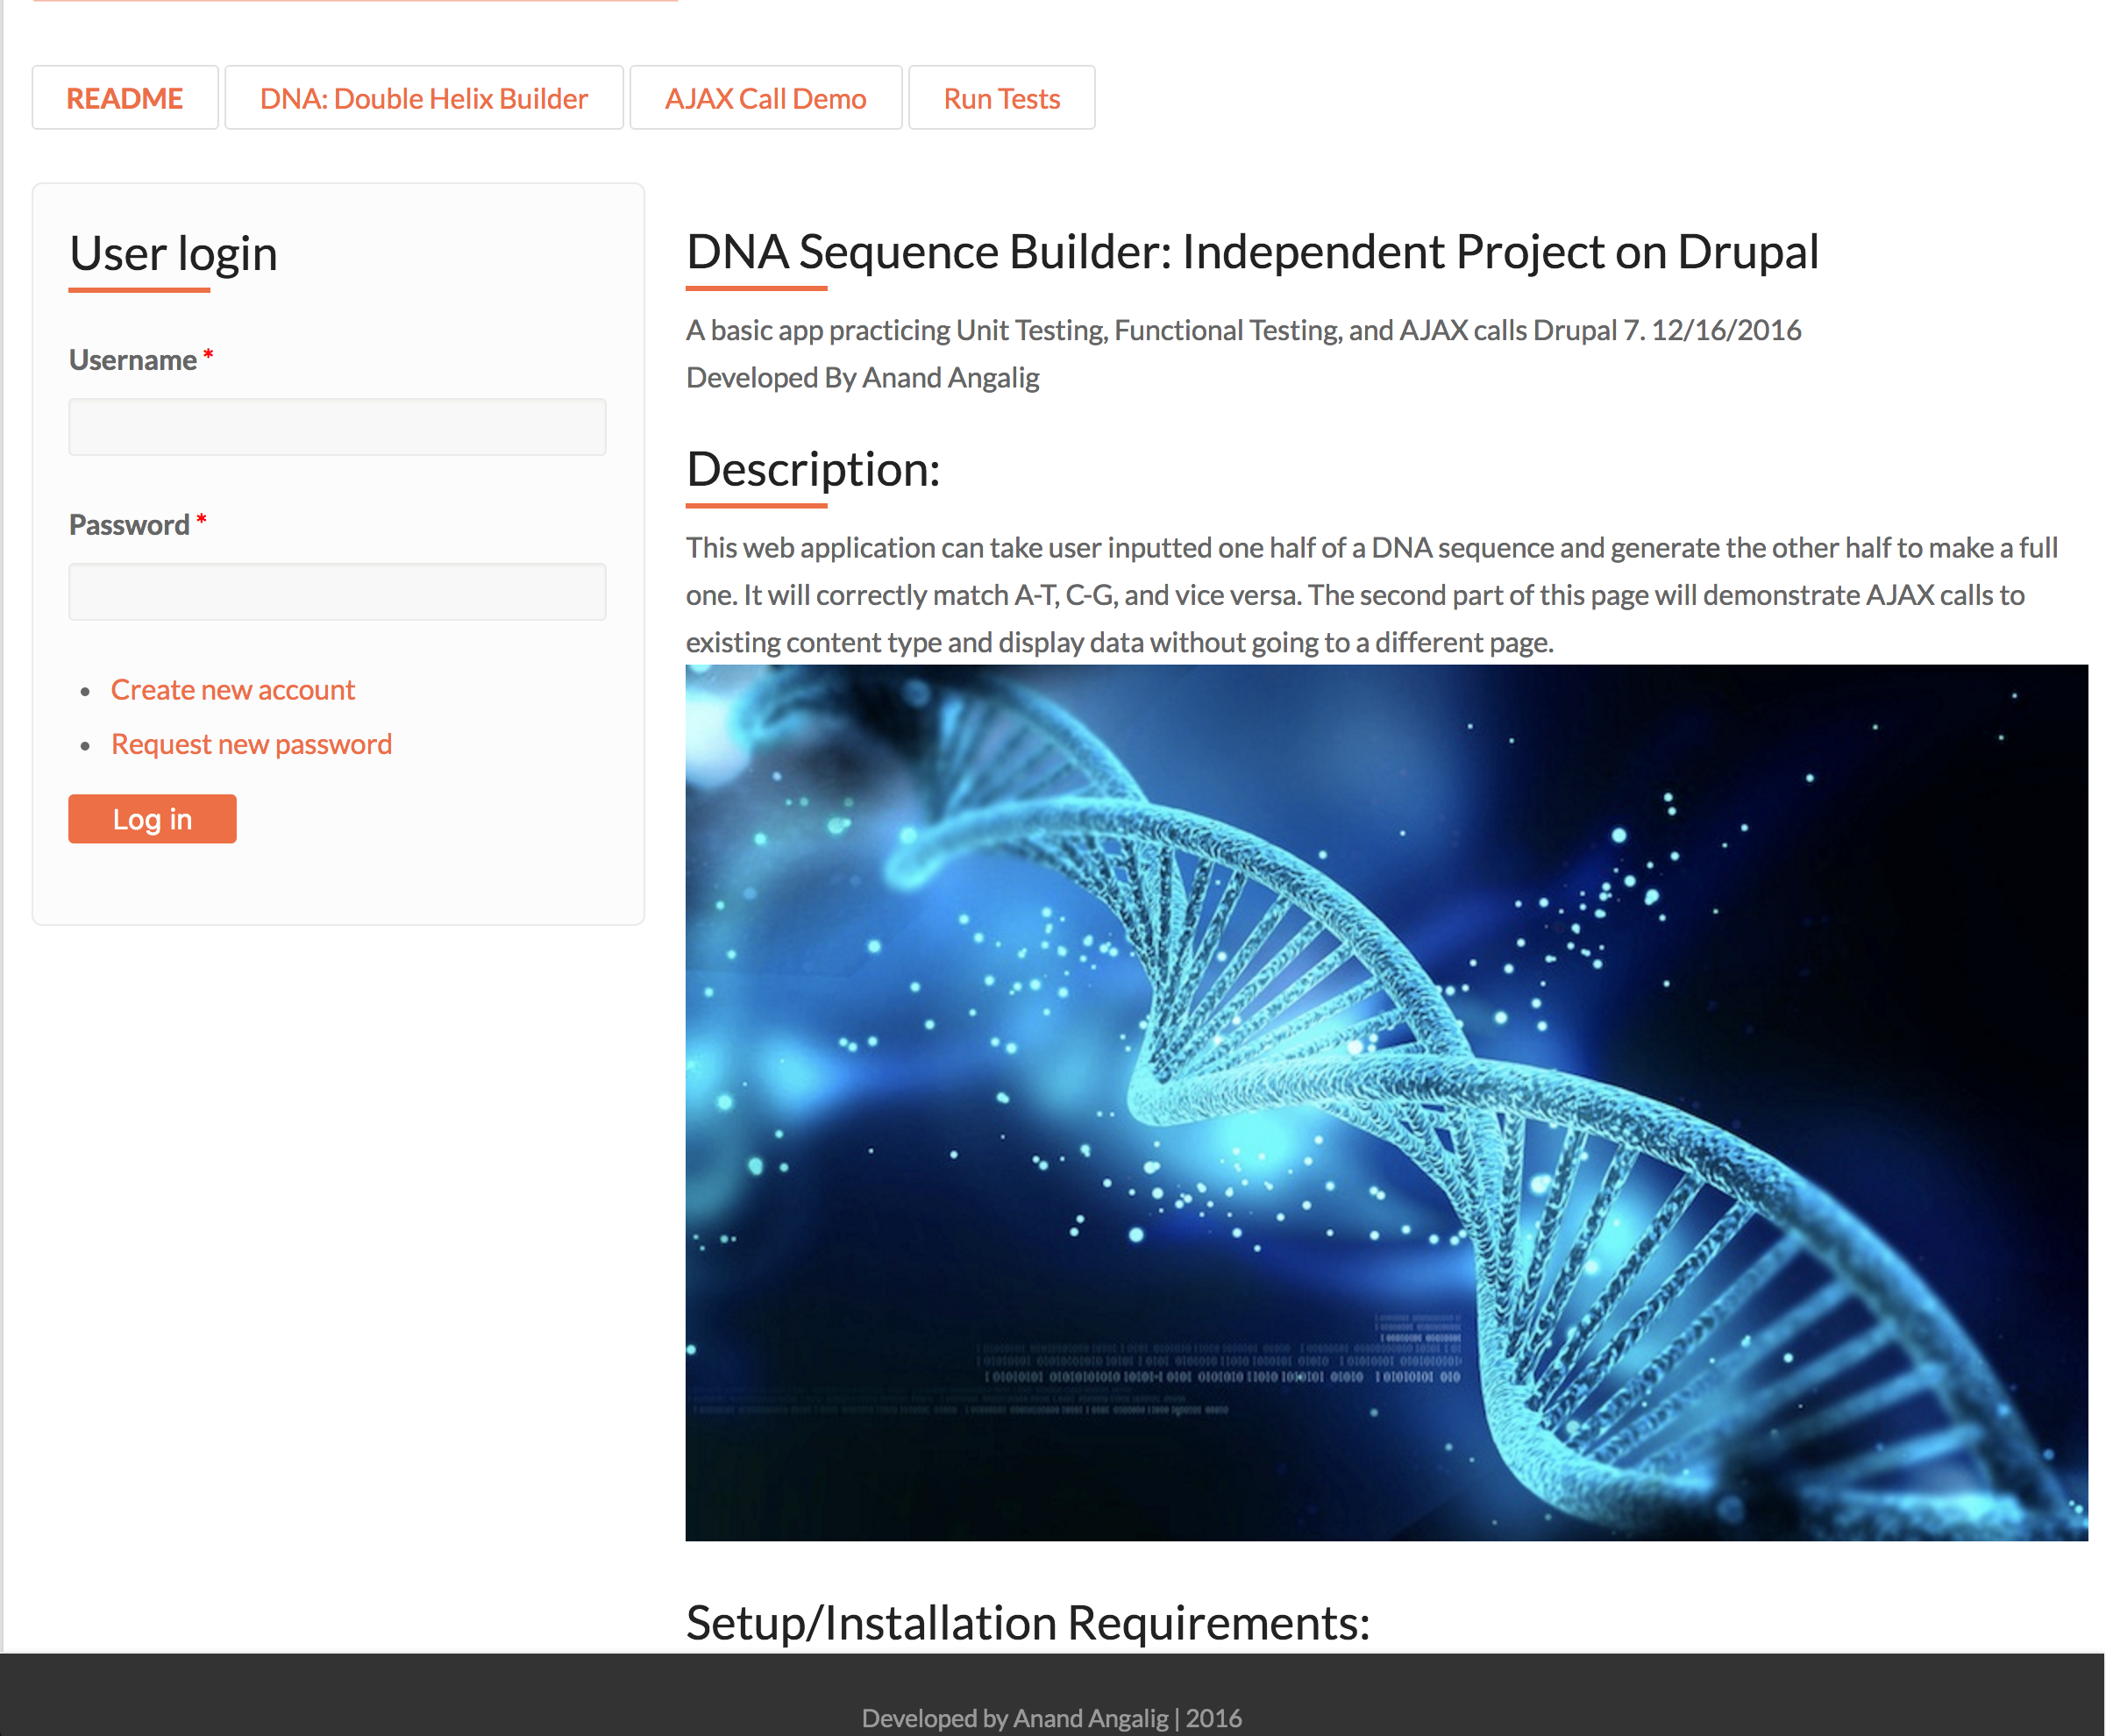 README
DNA: Double Helix Builder
AJAX Call Demo
Run Tests
User login
Username *
Password *
Create new account
Request new password
Log in
DNA Sequence Builder: Independent Project on Drupal
A basic app practicing Unit Testing, Functional Testing, and AJAX calls Drupal 7. 12/16/2016
Developed By Anand Angalig
Description:
This web application can take user inputted one half of a DNA sequence and generate the other half to make a full
one. It will correctly match A-T, C-G, and vice versa. The second part of this page will demonstrate AJAX calls to
existing content type and display data without going to a different page.
Setup/Installation Requirements:
Developed by Anand Angalig | 2016